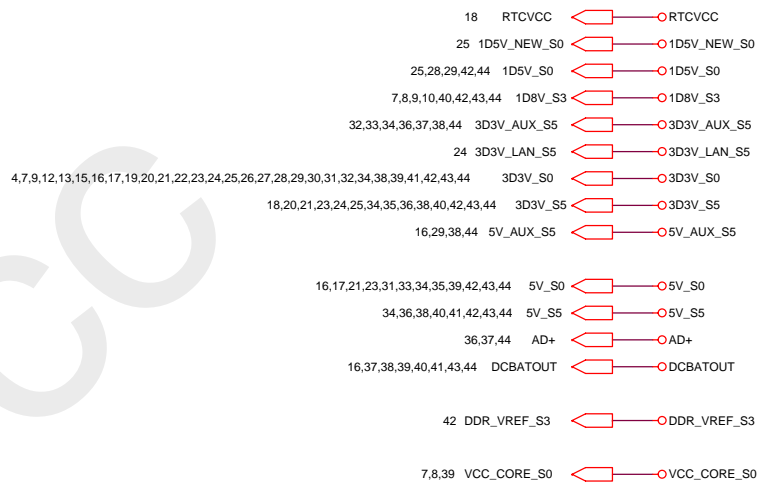 18 RTCVCC RTCVCC
25 1D5V_NEW_S0 1D5V_NEW_S0
25,28,29,42,44 1D5V_S0 1D5V_S0
7,8,9,10,40,42,43,44 1D8V_S3 1D8V_S3
32,33,34,36,37,38,44 3D3V_AUX_S5 3D3V_AUX_S5
24 3D3V_LAN_S5 3D3V_LAN_S5
4,7,9,12,13,15,16,17,19,20,21,22,23,24,25,26,27,28,29,30,31,32,34,38,39,41,42,43,44 3D3V_S0 3D3V_S0
18,20,21,23,24,25,34,35,36,38,40,42,43,44 3D3V_S5 3D3V_S5
16,29,38,44 5V_AUX_S5 5V_AUX_S5
16,17,21,23,31,33,34,35,39,42,43,44 5V_S0 5V_S0
34,36,38,40,41,42,43,44 5V_S5 5V_S5
36,37,44 AD+ AD+
16,37,38,39,40,41,43,44 DCBATOUT DCBATOUT
42 DDR_VREF_S3 DDR_VREF_S3
7,8,39 VCC_CORE_S0 VCC_CORE_S0
CC